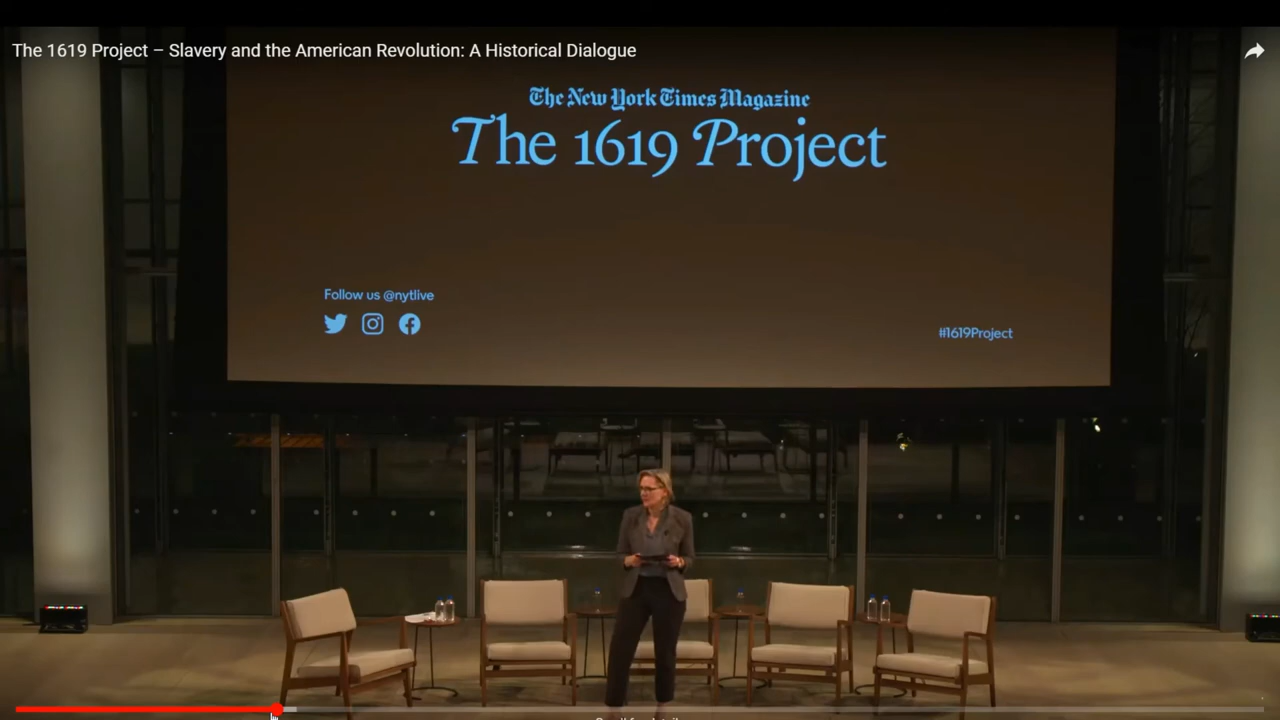 The 1619 Project – Slavery and the American Revolution: A Historical Dialogue
The New York Times Magazine
The 1619 Project
Follow us @nytlive
#1619Project